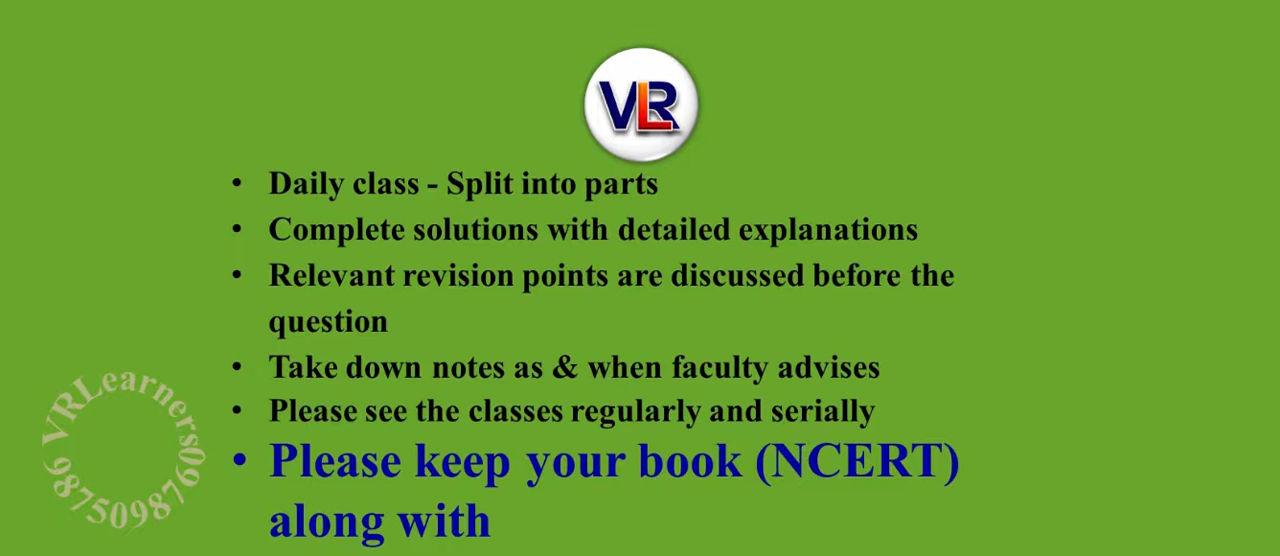 VLR
• Daily class - Split into parts
• Complete solutions with detailed explanations
• Relevant revision points are discussed before the
question
• Take down notes as & when faculty advises
• Please see the classes regularly and serially
• Please keep your book (NCERT)
along with
VRLearners06 9875098760